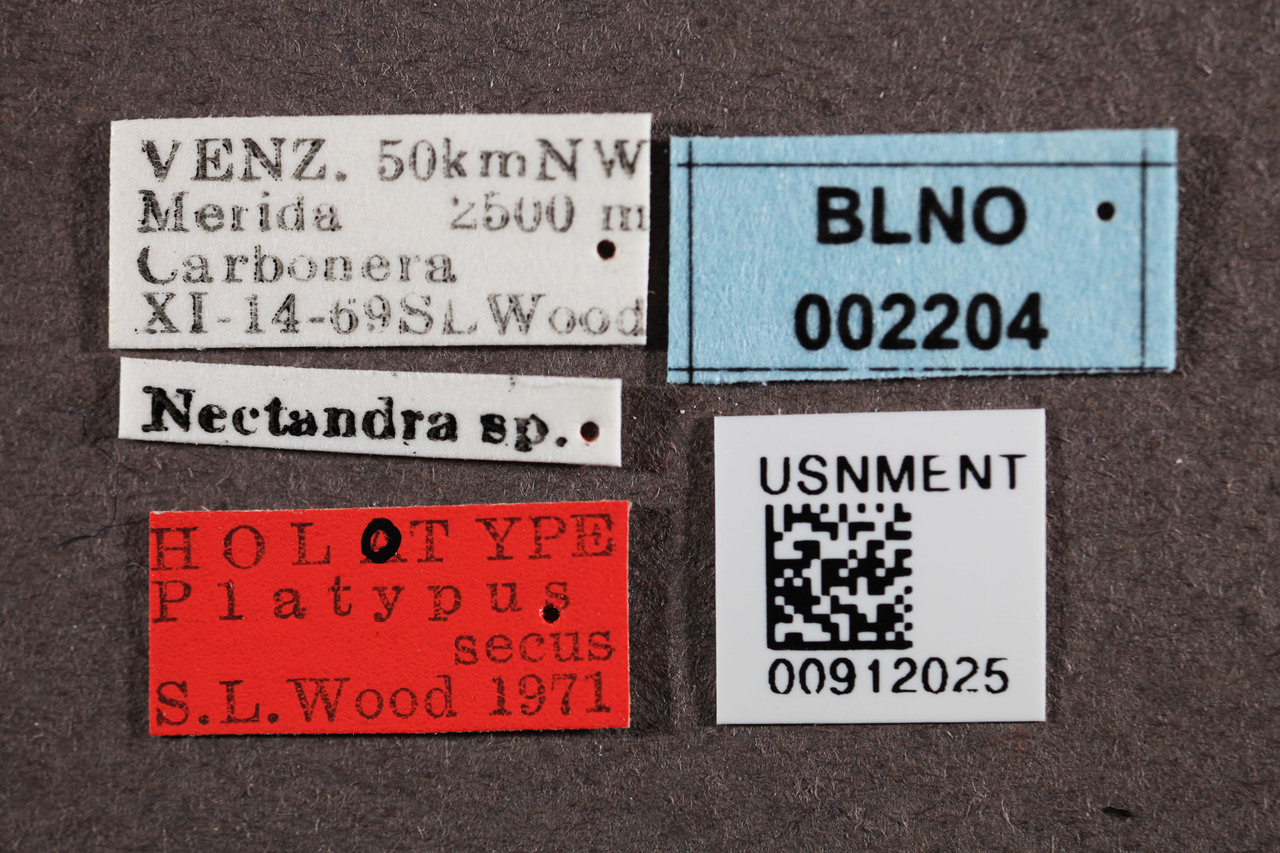 VENZ. 50kmNW
Merida 2500 m
Carbonera
XI-14-69SLWood
Nectandra sp.
HOLOTYPE
Platypus
secus
S.L.Wood 1971
BLNO
002204
USNMENT
00912025